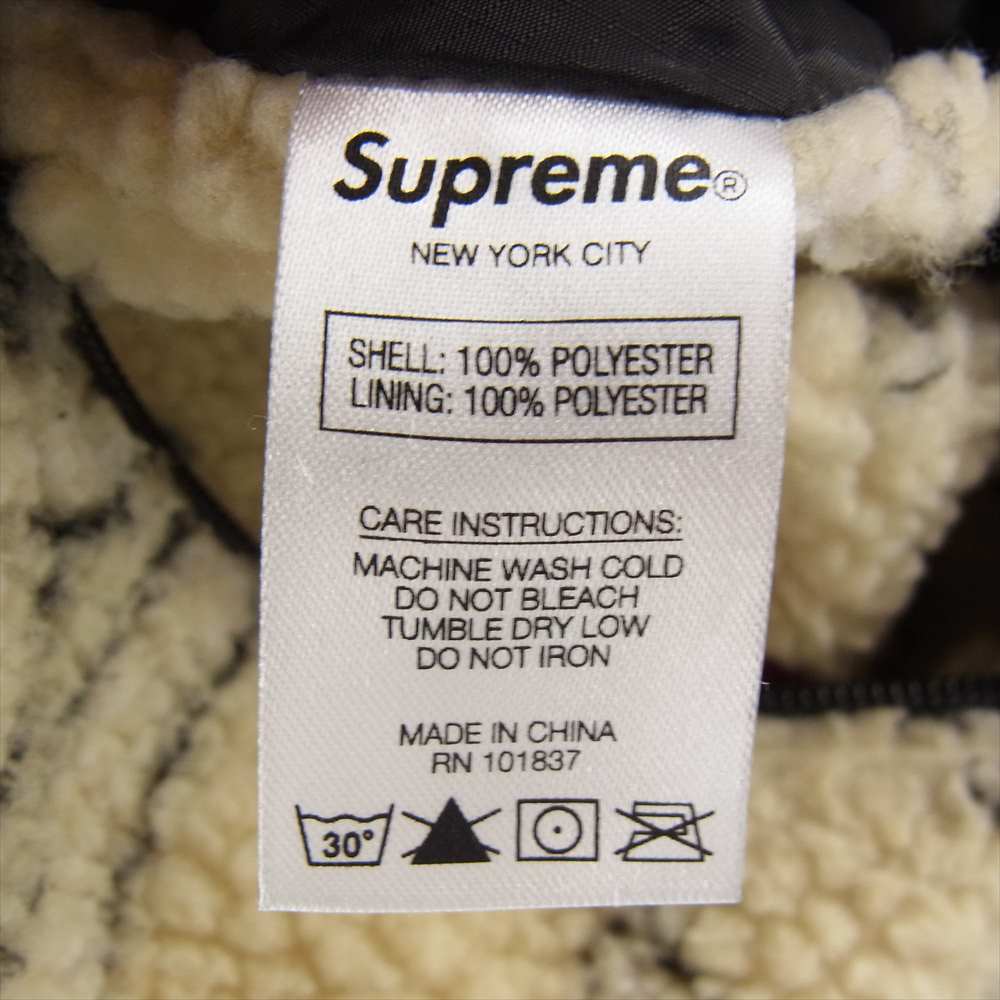 Supreme®
NEW YORK CITY
SHELL: 100% POLYESTER
LINING: 100% POLYESTER
CARE INSTRUCTIONS:
MACHINE WASH COLD
DO NOT BLEACH
TUMBLE DRY LOW
DO NOT IRON
MADE IN CHINA
RN 101837
30°